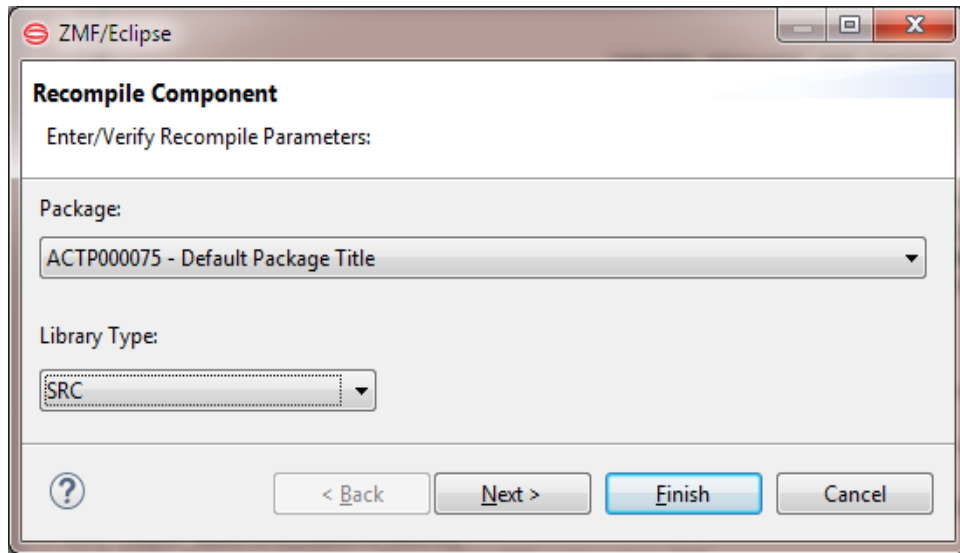 ZMF/Eclipse
Recompile Component
Enter/Verify Recompile Parameters:
Package:
ACTP000075 - Default Package Title
Library Type:
SRC
? < Back Next > Finish Cancel